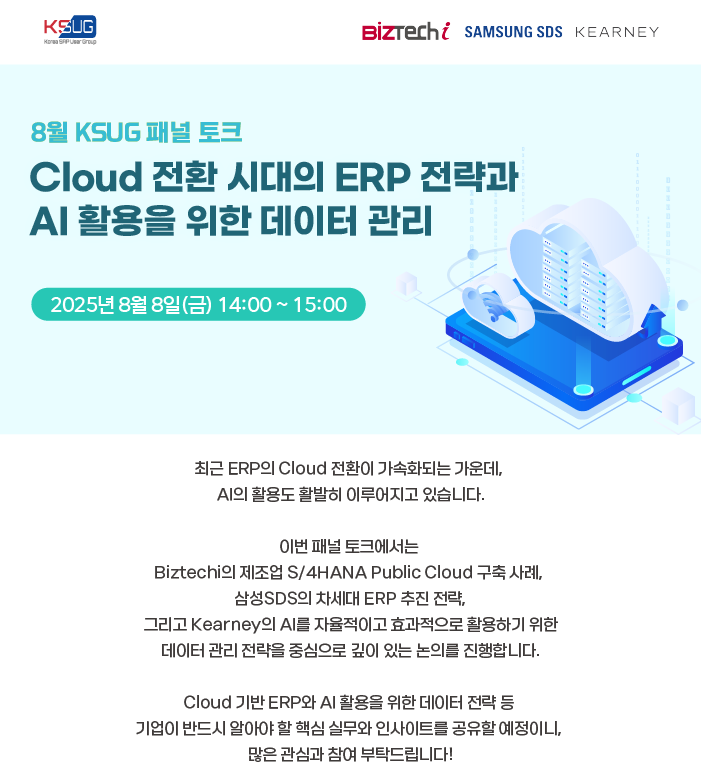 KSUG
Korea SAP User Group
BizTech i
SAMSUNG SDS
KEARNEY
8월 KSUG 패널 토크
Cloud 전환 시대의 ERP 전략과
AI 활용을 위한 데이터 관리
2025년 8월 8일(금) 14:00 ~ 15:00
최근 ERP의 Cloud 전환이 가속화되는 가운데,
AI의 활용도 활발히 이루어지고 있습니다.
이번 패널 토크에서는
Biztechi의 제조업 S/4HANA Public Cloud 구축 사례,
삼성SDS의 차세대 ERP 추진 전략,
그리고 Kearney의 AI를 자율적이고 효과적으로 활용하기 위한
데이터 관리 전략을 중심으로 깊이 있는 논의를 진행합니다.
Cloud 기반 ERP와 AI 활용을 위한 데이터 전략 등
기업이 반드시 알아야 할 핵심 실무와 인사이트를 공유할 예정이니,
많은 관심과 참여 부탁드립니다!